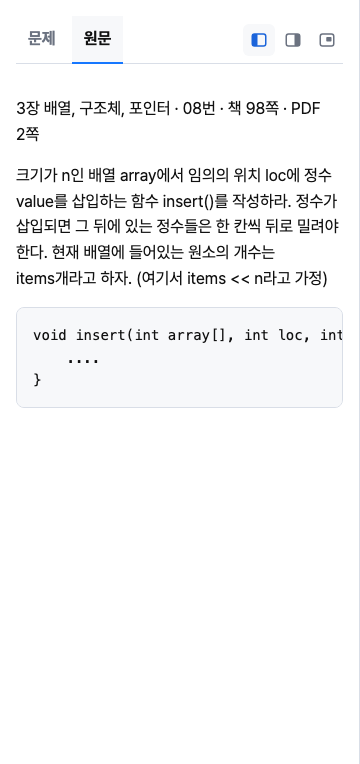 문제 원문
3장 배열, 구조체, 포인터 · 08번 · 책 98쪽 · PDF
2쪽
크기가 n인 배열 array에서 임의의 위치 loc에 정수
value를 삽입하는 함수 insert()를 작성하라. 정수가
삽입되면 그 뒤에 있는 정수들은 한 칸씩 뒤로 밀려야
한다. 현재 배열에 들어있는 원소의 개수는
items개라고 하자. (여기서 items << n라고 가정)
void insert(int array[], int loc, int
....
}